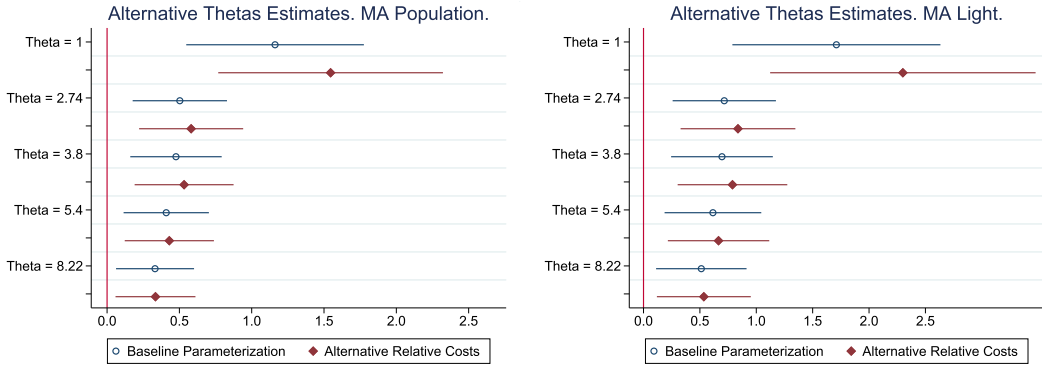 Alternative Thetas Estimates. MA Population.
Theta = 1
Theta = 2.74
Theta = 3.8
Theta = 5.4
Theta = 8.22
0.0 0.5 1.0 1.5 2.0 2.5
Baseline Parameterization Alternative Relative Costs
Alternative Thetas Estimates. MA Light.
Theta = 1
Theta = 2.74
Theta = 3.8
Theta = 5.4
Theta = 8.22
0.0 0.5 1.0 1.5 2.0 2.5
Baseline Parameterization Alternative Relative Costs